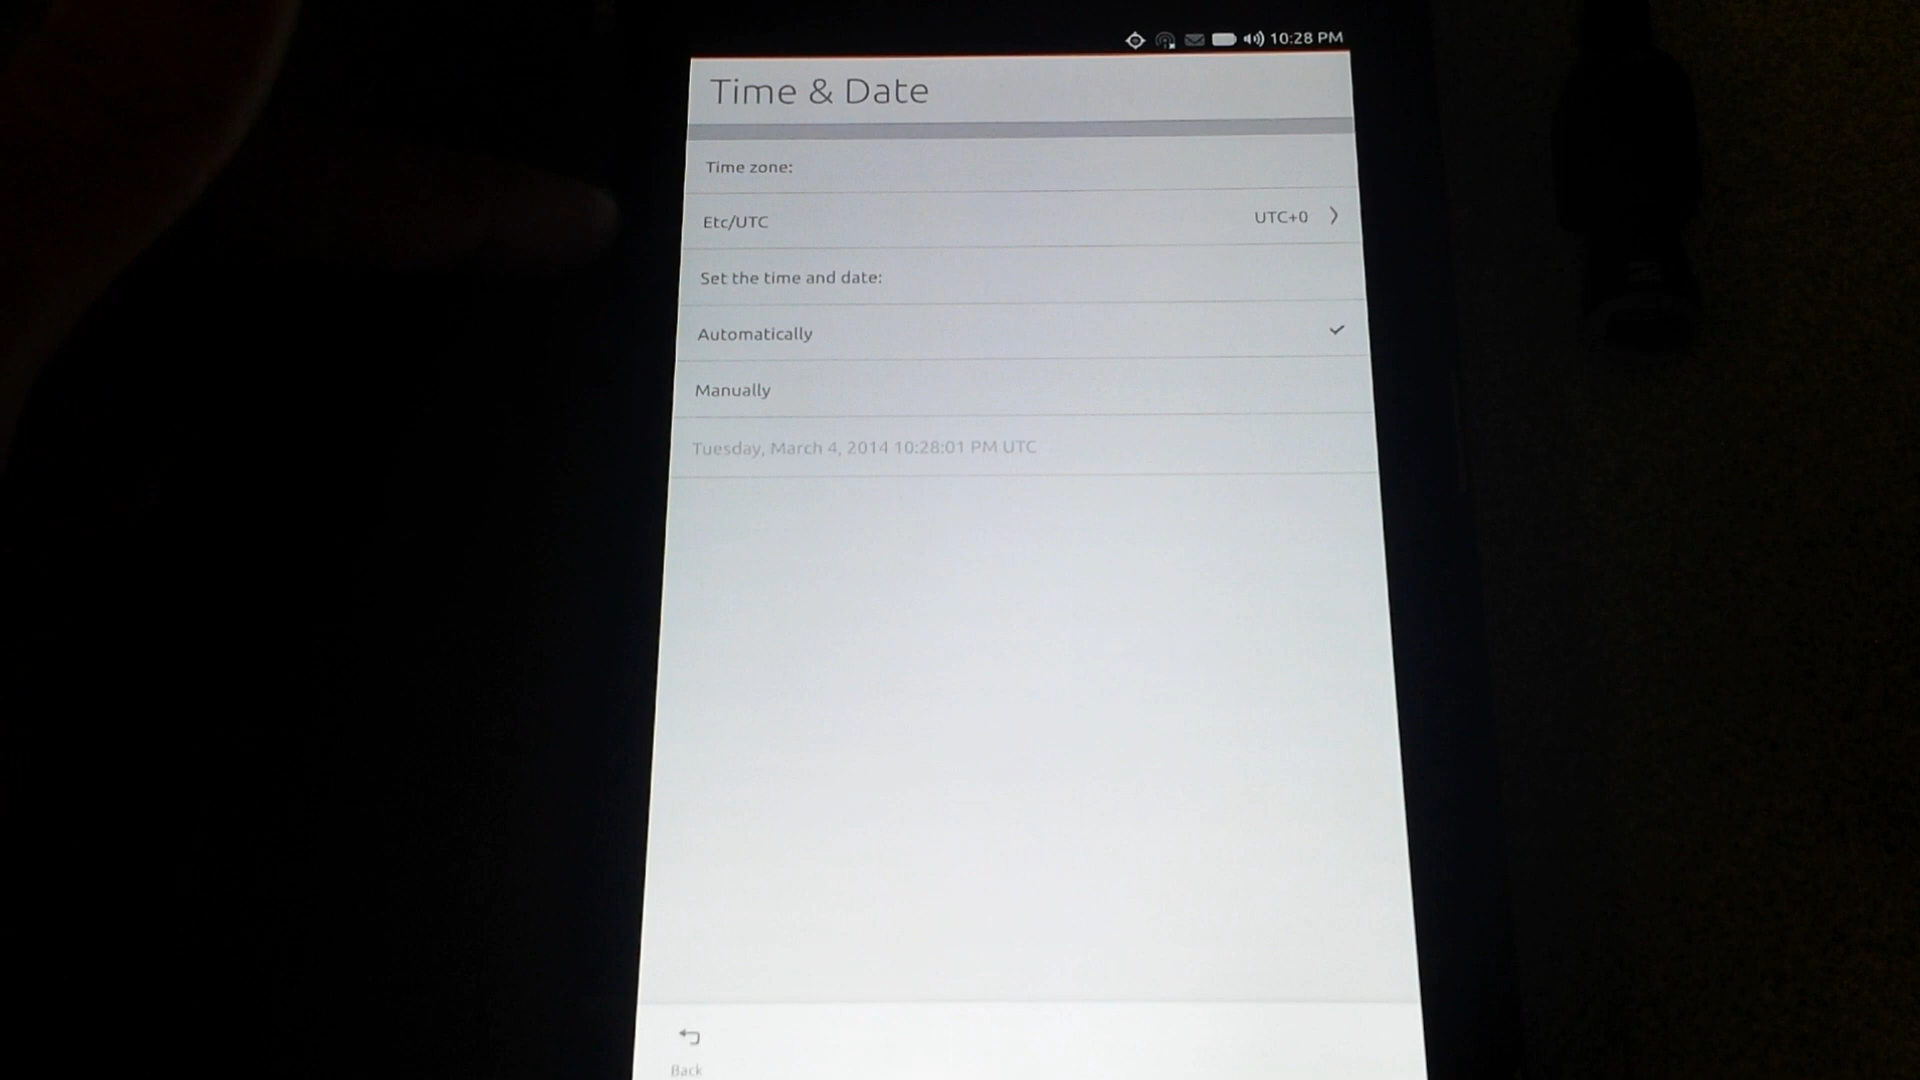 10:28 PM
Time & Date
Time zone:
Etc/UTC UTC+0
Set the time and date:
Automatically
Manually
Tuesday, March 4, 2014 10:28:01 PM UTC
Back